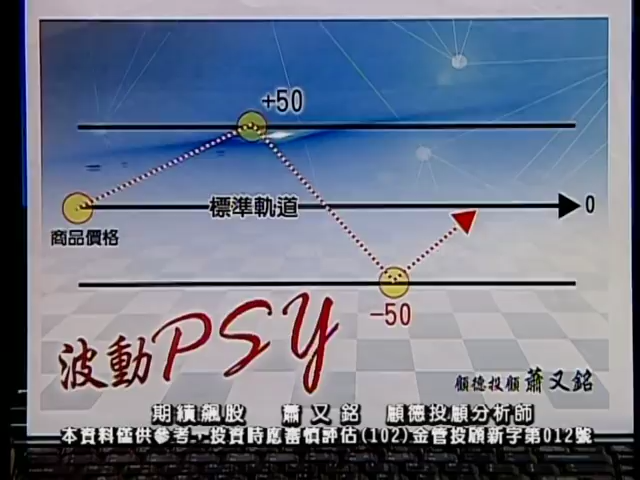 +50
標準軌道
0
商品價格
-50
波動PSY
顧德投顧 蕭又銘
期績飆股 蕭又銘 顧德投顧分析師
本資料僅供參考，投資時應審慎評估(102)金管投顧新字第012號